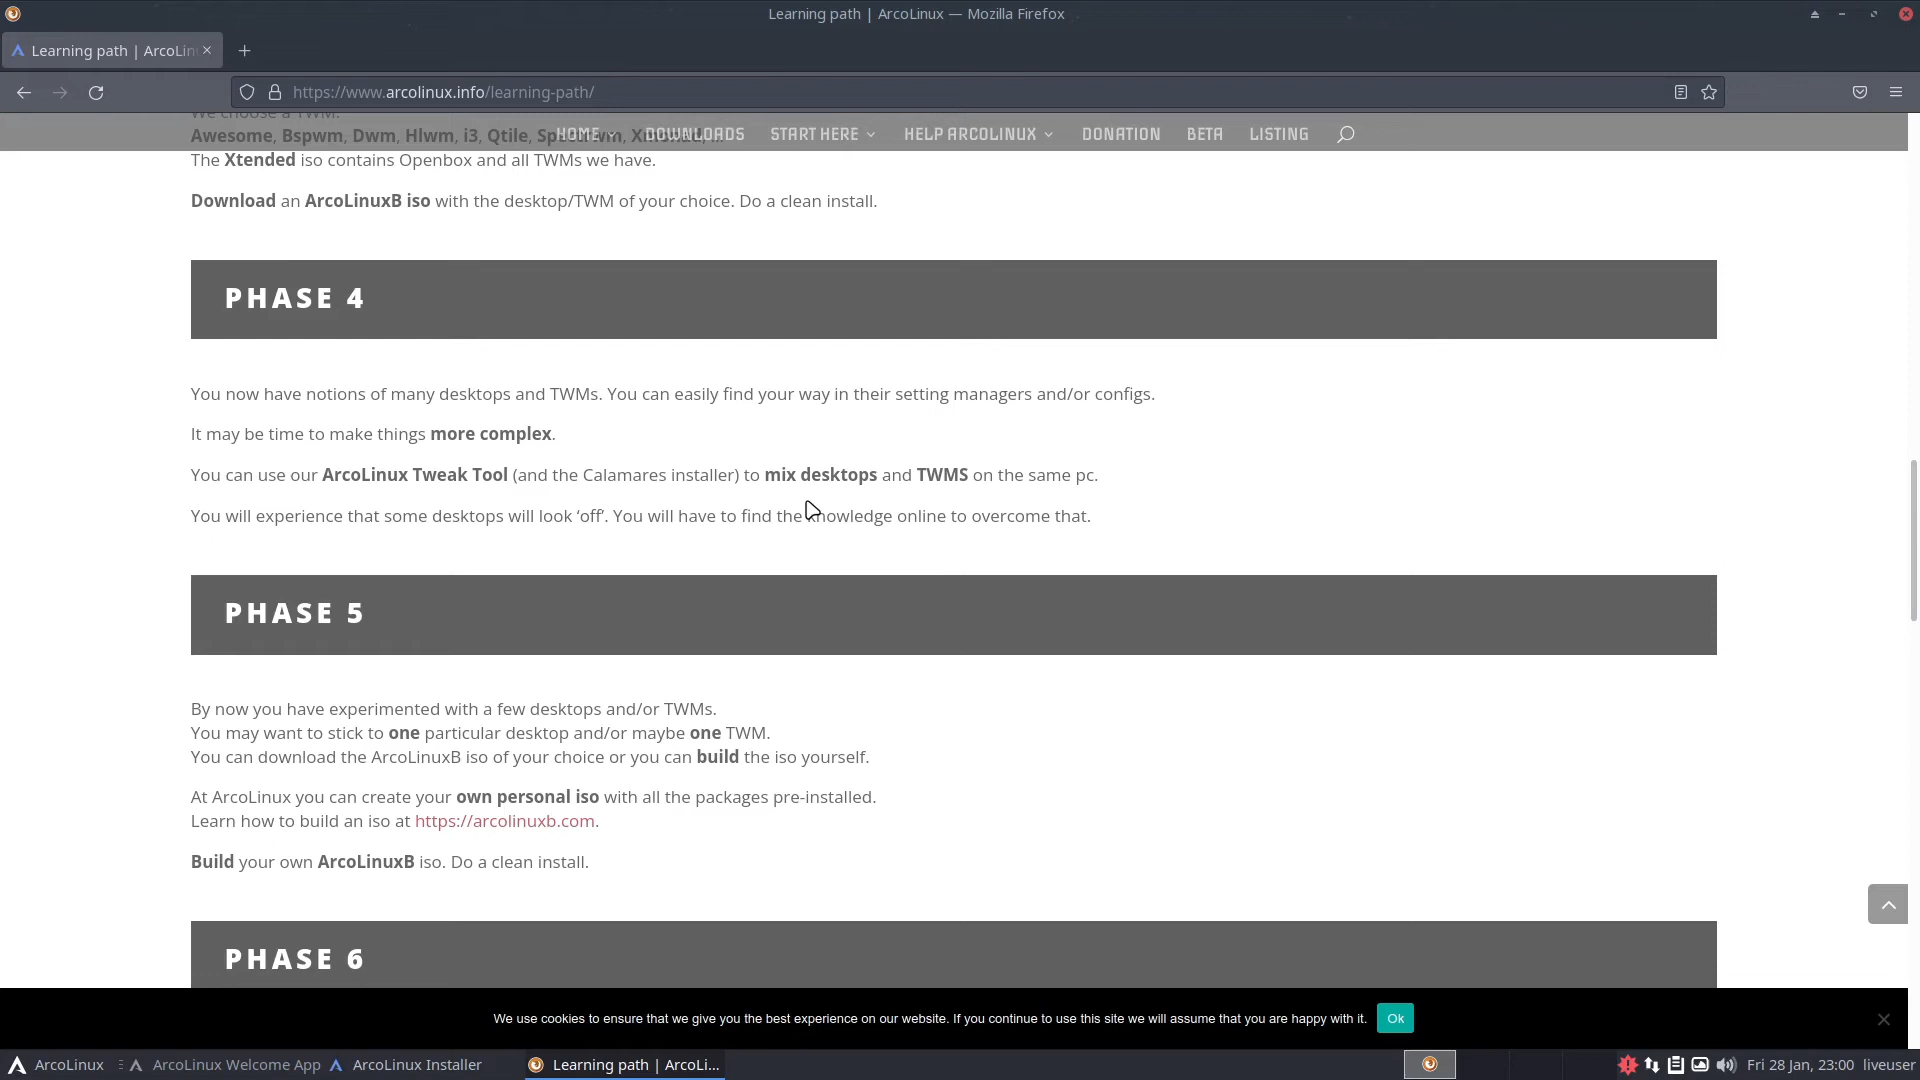 Learning path | ArcoLinux — Mozilla Firefox
Learning path | ArcoLin
https://www.arcolinux.info/learning-path/
We choose a TWM.
HOME DOWNLOADS START HERE HELP ARCOLINUX DONATION BETA LISTING
Awesome, Bspwm, Dwm, Hlwm, i3, Qtile, Spectrwm, Xmonad, ...
The Xtended iso contains Openbox and all TWMs we have.
Download an ArcoLinuxB iso with the desktop/TWM of your choice. Do a clean install.
PHASE 4
You now have notions of many desktops and TWMs. You can easily find your way in their setting managers and/or configs.
It may be time to make things more complex.
You can use our ArcoLinux Tweak Tool (and the Calamares installer) to mix desktops and TWMS on the same pc.
You will experience that some desktops will look ‘off’. You will have to find the knowledge online to overcome that.
PHASE 5
By now you have experimented with a few desktops and/or TWMs.
You may want to stick to one particular desktop and/or maybe one TWM.
You can download the ArcoLinuxB iso of your choice or you can build the iso yourself.
At ArcoLinux you can create your own personal iso with all the packages pre-installed.
Learn how to build an iso at https://arcolinuxb.com.
Build your own ArcoLinuxB iso. Do a clean install.
PHASE 6
We use cookies to ensure that we give you the best experience on our website. If you continue to use this site we will assume that you are happy with it. Ok
ArcoLinux ArcoLinux Welcome App ArcoLinux Installer Learning path | ArcoLi... Fri 28 Jan, 23:00 liveuser